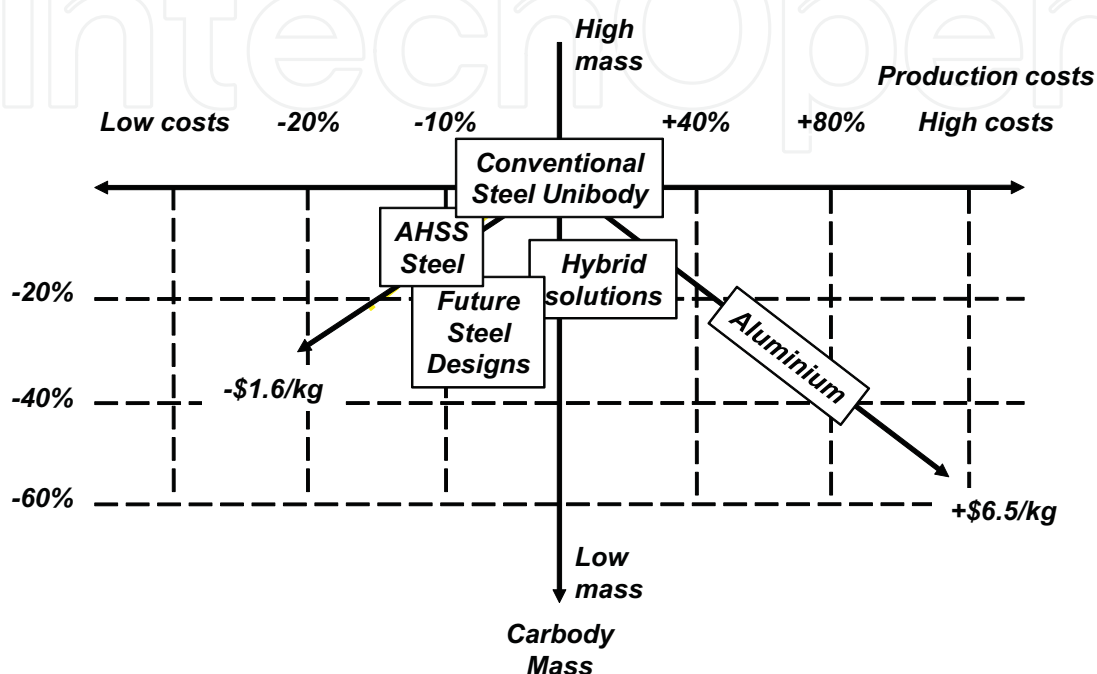 IntechOpen
High
mass
Production costs
Low costs -20% -10% +40% +80% High costs
Conventional
Steel Unibody
AHSS
Steel
Hybrid
solutions
-20%
Future
Steel
Designs
Aluminium
-$1.6/kg
-40%
-60%
+$6.5/kg
Low
mass
Carbody
Mass